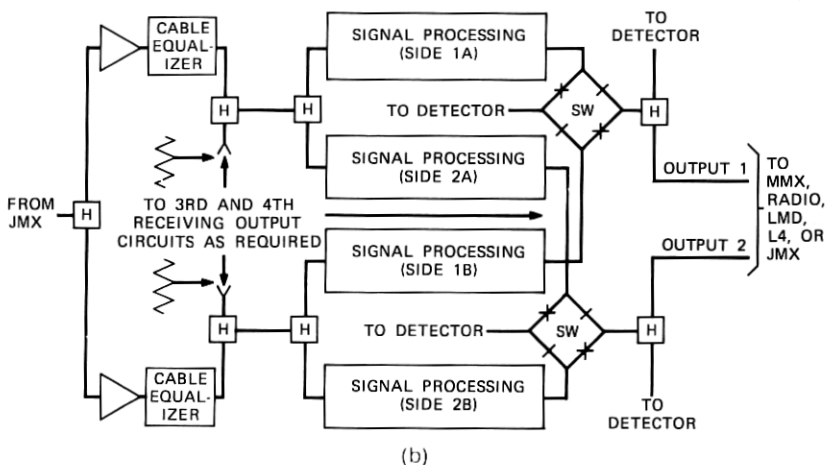 CABLE
EQUAL-
IZER
SIGNAL PROCESSING
(SIDE 1A)
TO
DETECTOR
H
H
TO DETECTOR
SW
H
SIGNAL PROCESSING
(SIDE 2A)
OUTPUT 1
FROM
JMX
H
TO 3RD AND 4TH
RECEIVING OUTPUT
CIRCUITS AS REQUIRED
TO
MMX,
RADIO,
LMD,
L4, OR
JMX
SIGNAL PROCESSING
(SIDE 1B)
OUTPUT 2
H
H
TO DETECTOR
SW
H
CABLE
EQUAL-
IZER
SIGNAL PROCESSING
(SIDE 2B)
TO
DETECTOR
(b)